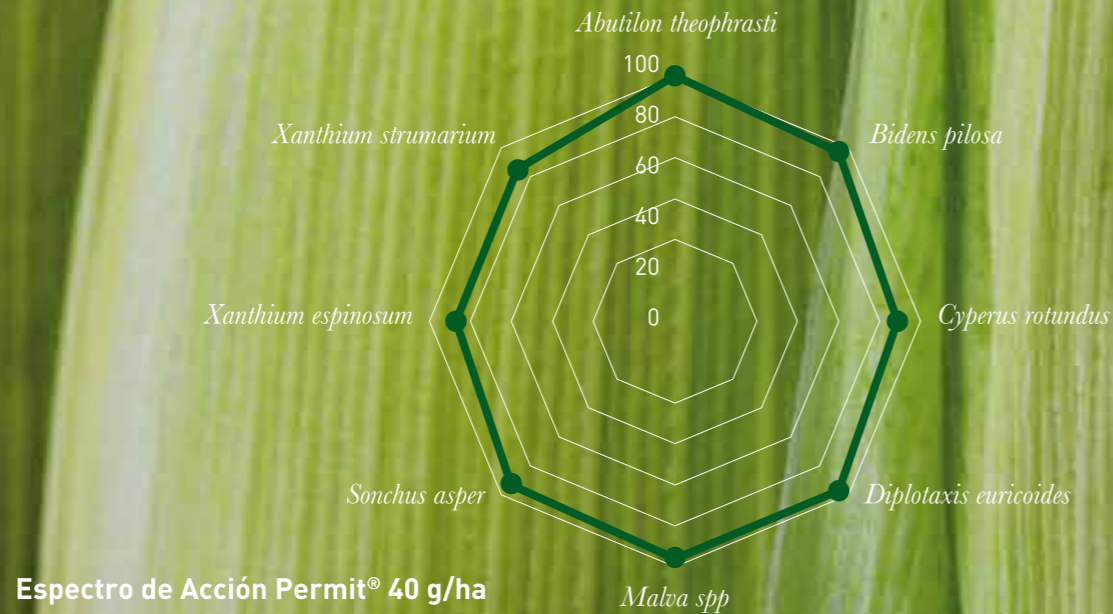 Abutilon theophrasti
100
80
60
40
20
0
Xanthium strumarium
Bidens pilosa
Xanthium espinosum
Cyperus rotundus
Sonchus asper
Diplotaxis euricoides
Malva spp
Espectro de Acción Permit® 40 g/ha